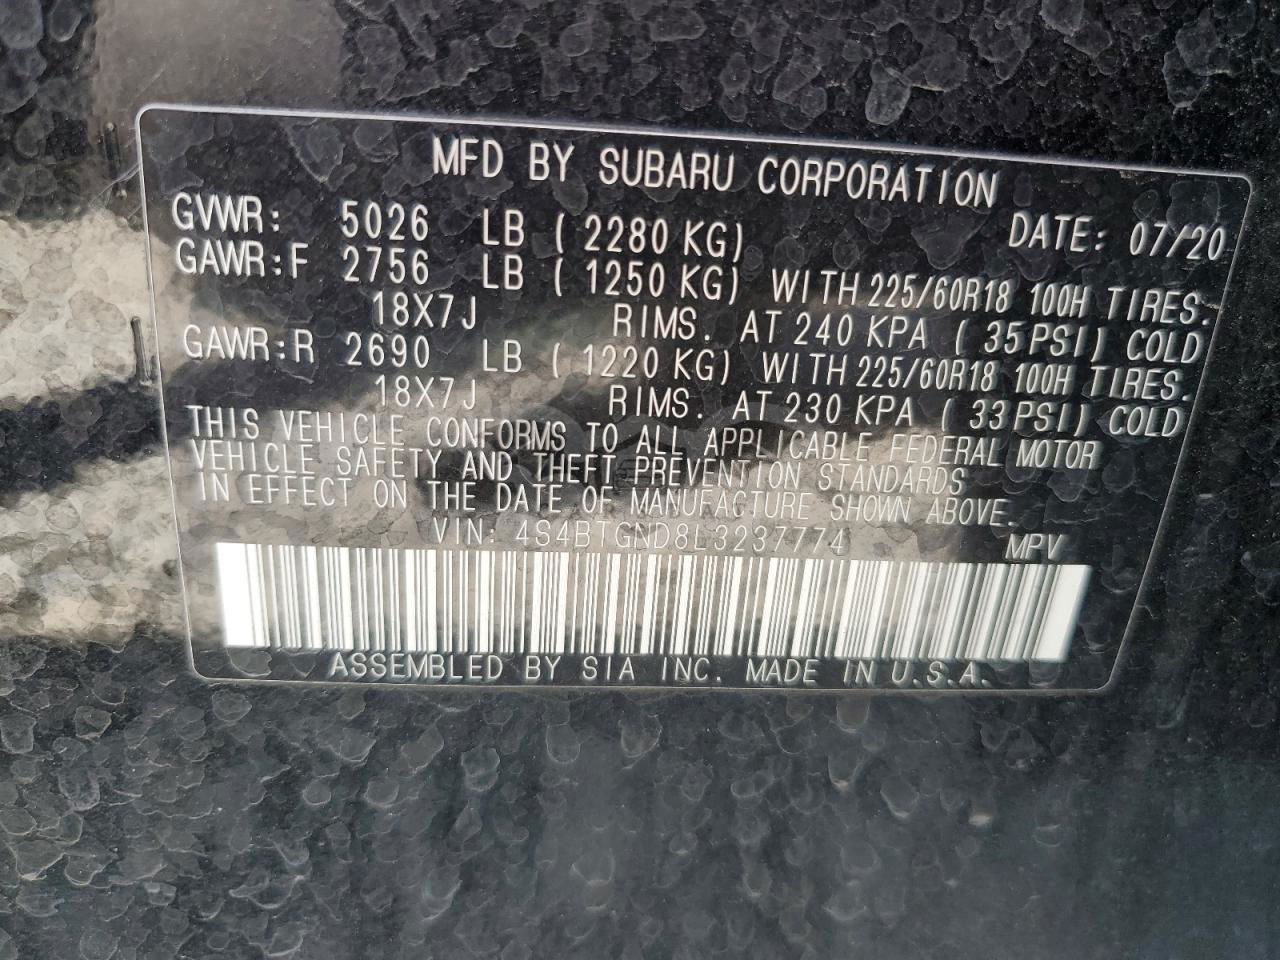 MFD BY SUBARU CORPORATION
GVWR: 5026 LB ( 2280 KG) DATE: 07/20
GAWR:F 2756 LB ( 1250 KG) WITH 225/60R18 100H TIRES.
18X7J RIMS. AT 240 KPA ( 35 PSI) COLD
GAWR:R 2690 LB ( 1220 KG) WITH 225/60R18 100H TIRES.
18X7J RIMS. AT 230 KPA ( 33 PSI) COLD
THIS VEHICLE CONFORMS TO ALL APPLICABLE FEDERAL MOTOR
VEHICLE SAFETY AND THEFT PREVENTION STANDARDS
IN EFFECT ON THE DATE OF MANUFACTURE SHOWN ABOVE.
VIN: 4S4BTGND8L3237774 MPV
ASSEMBLED BY SIA INC. MADE IN U.S.A.